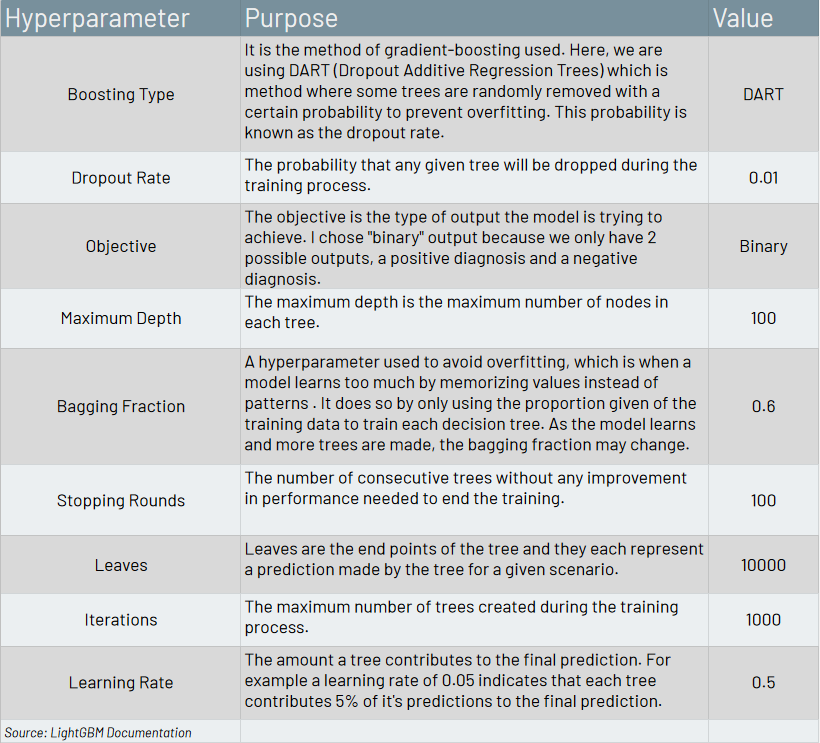 Hyperparameter Purpose Value
Boosting Type
It is the method of gradient-boosting used. Here, we are
using DART (Dropout Additive Regression Trees) which is
method where some trees are randomly removed with a
certain probability to prevent overfitting. This probability is
known as the dropout rate.
DART
Dropout Rate
The probability that any given tree will be dropped during the
training process.
0.01
Objective
The objective is the type of output the model is trying to
achieve. I chose "binary" output because we only have 2
possible outputs, a positive diagnosis and a negative
diagnosis.
Binary
Maximum Depth
The maximum depth is the maximum number of nodes in
each tree.
100
Bagging Fraction
A hyperparameter used to avoid overfitting, which is when a
model learns too much by memorizing values instead of
patterns . It does so by only using the proportion given of the
training data to train each decision tree. As the model learns
and more trees are made, the bagging fraction may change.
0.6
Stopping Rounds
The number of consecutive trees without any improvement
in performance needed to end the training.
100
Leaves
Leaves are the end points of the tree and they each represent
a prediction made by the tree for a given scenario.
10000
Iterations
The maximum number of trees created during the training
process.
1000
Learning Rate
The amount a tree contributes to the final prediction. For
example a learning rate of 0.05 indicates that each tree
contributes 5% of it's predictions to the final prediction.
0.5
Source: LightGBM Documentation